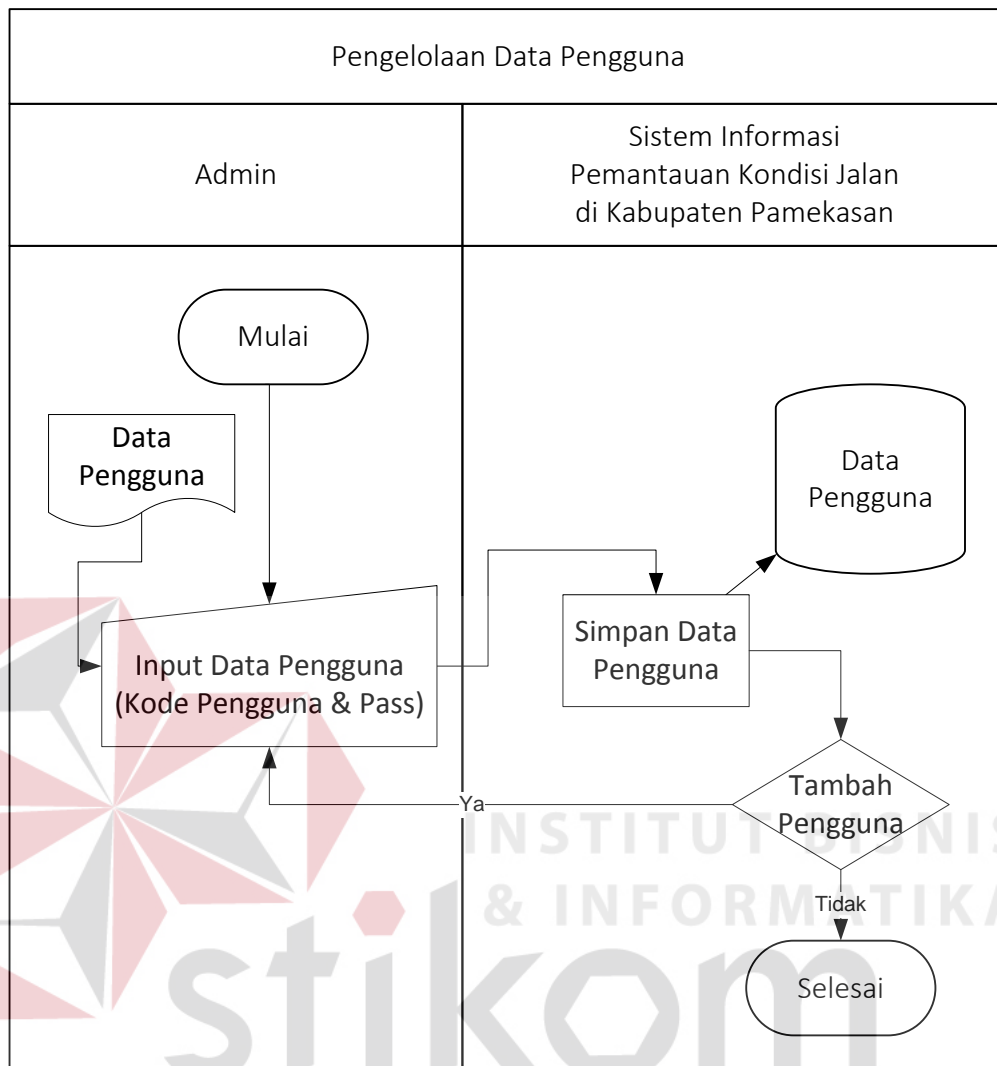 Pengelolaan Data Pengguna
Admin
Sistem Informasi
Pemantauan Kondisi Jalan
di Kabupaten Pamekasan
Mulai
Data
Pengguna
Data
Pengguna
Input Data Pengguna
(Kode Pengguna & Pass)
Simpan Data
Pengguna
Tambah
Pengguna
Ya
Tidak
Selesai
INSTITUT BISNIS
& INFORMATIKA
stikom